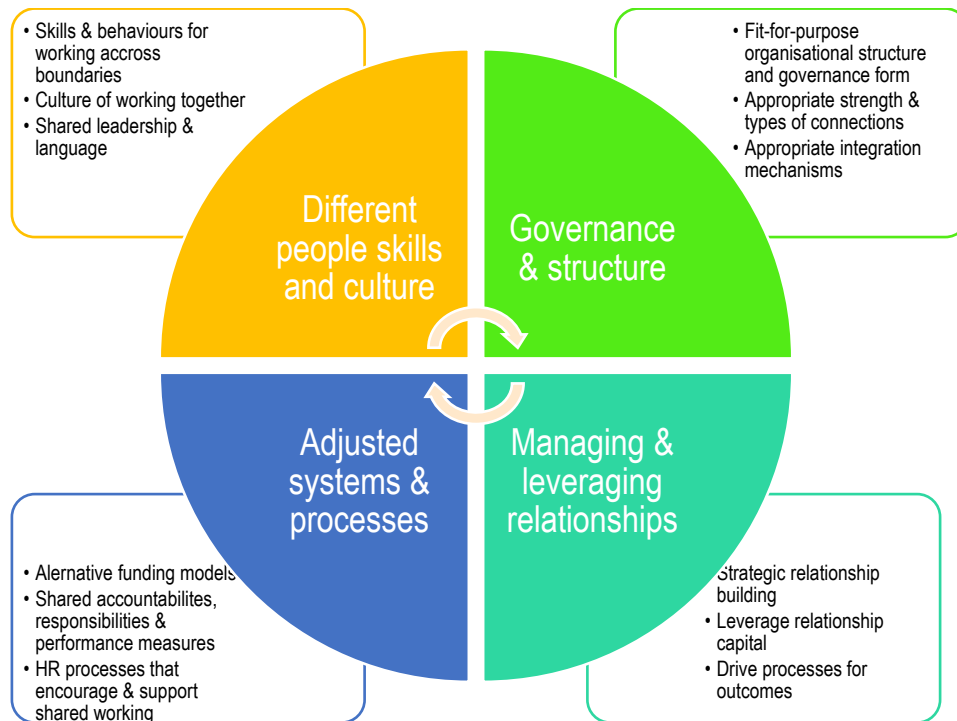 • Skills & behaviours for
working accross
boundaries
• Culture of working together
• Shared leadership &
language
• Fit-for-purpose
organisational structure
and governance form
• Appropriate strength &
types of connections
• Appropriate integration
mechanisms
Different
people skills
and culture
Governance
& structure
Adjusted
systems &
processes
Managing &
leveraging
relationships
• Alernative funding models
• Shared accountabilites,
responsibilities &
performance measures
• HR processes that
encourage & support
shared working
Strategic relationship
building
• Leverage relationship
capital
• Drive processes for
outcomes